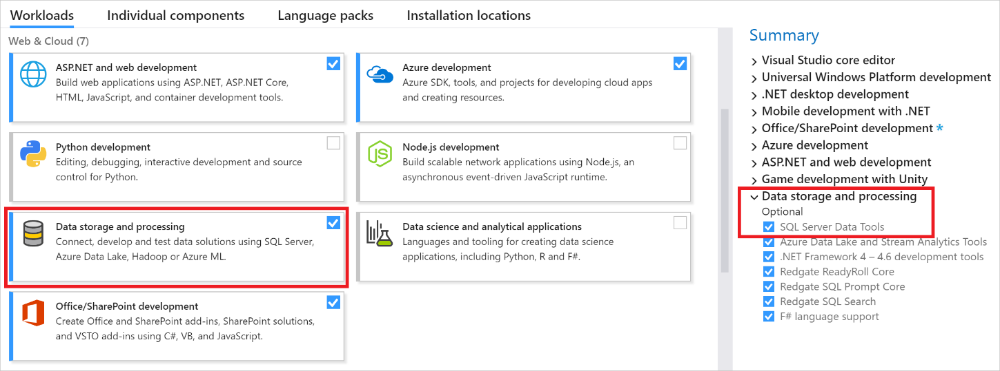 Workloads
Individual components
Language packs
Installation locations
Web & Cloud (7)
ASP.NET and web development
Build web applications using ASP.NET, ASP.NET Core,
HTML, JavaScript, and container development tools.
Azure development
Azure SDK, tools, and projects for developing cloud apps
and creating resources.
Python development
Editing, debugging, interactive development and source
control for Python.
JS
Node.js development
Build scalable network applications using Node.js, an
asynchronous event-driven JavaScript runtime.
Data storage and processing
Connect, develop and test data solutions using SQL Server,
Azure Data Lake, Hadoop or Azure ML.
Data science and analytical applications
Languages and tooling for creating data science
applications, including Python, R and F#.
Office/SharePoint development
Create Office and SharePoint add-ins, SharePoint solutions,
and VSTO add-ins using C#, VB, and JavaScript.
Summary
Visual Studio core editor
Universal Windows Platform development
.NET desktop development
Mobile development with .NET
Office/SharePoint development *
Azure development
ASP.NET and web development
Game development with Unity
Data storage and processing
Optional
SQL Server Data Tools
Azure Data Lake and Stream Analytics Tools
.NET Framework 4 – 4.6 development tools
Redgate ReadyRoll Core
Redgate SQL Prompt Core
Redgate SQL Search
F# language support